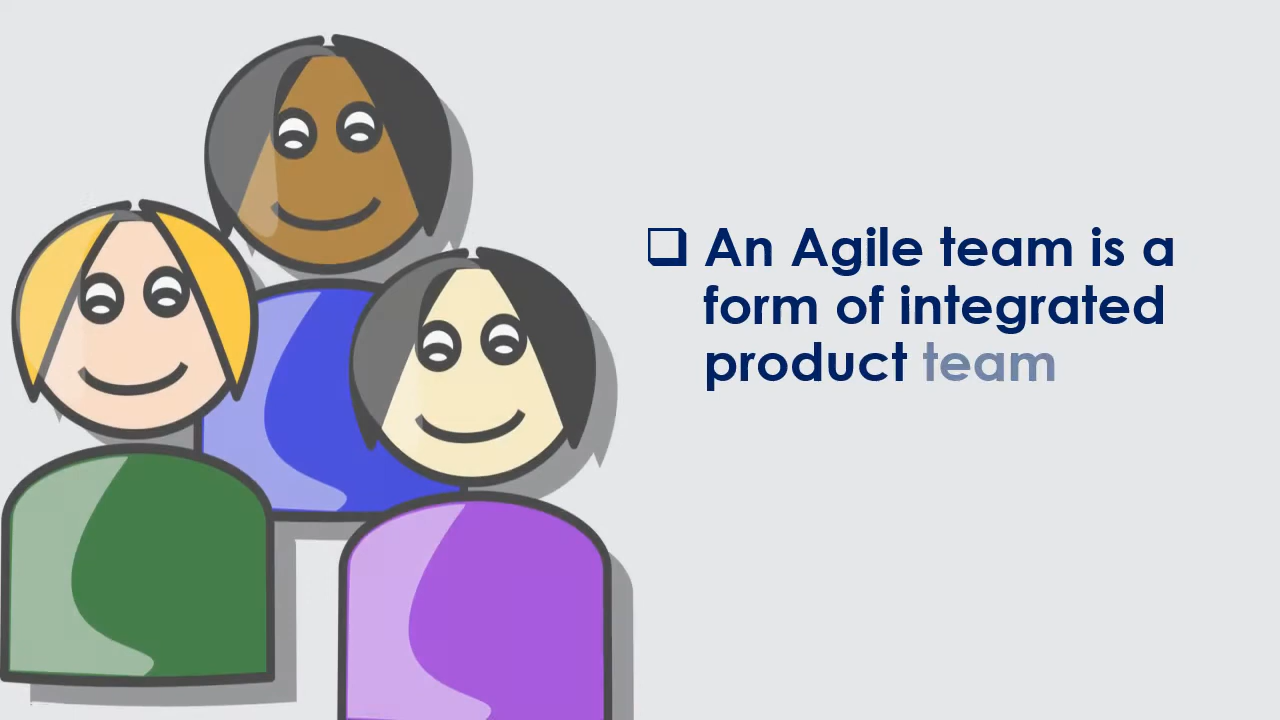 ❑ An Agile team is a
form of integrated
product team